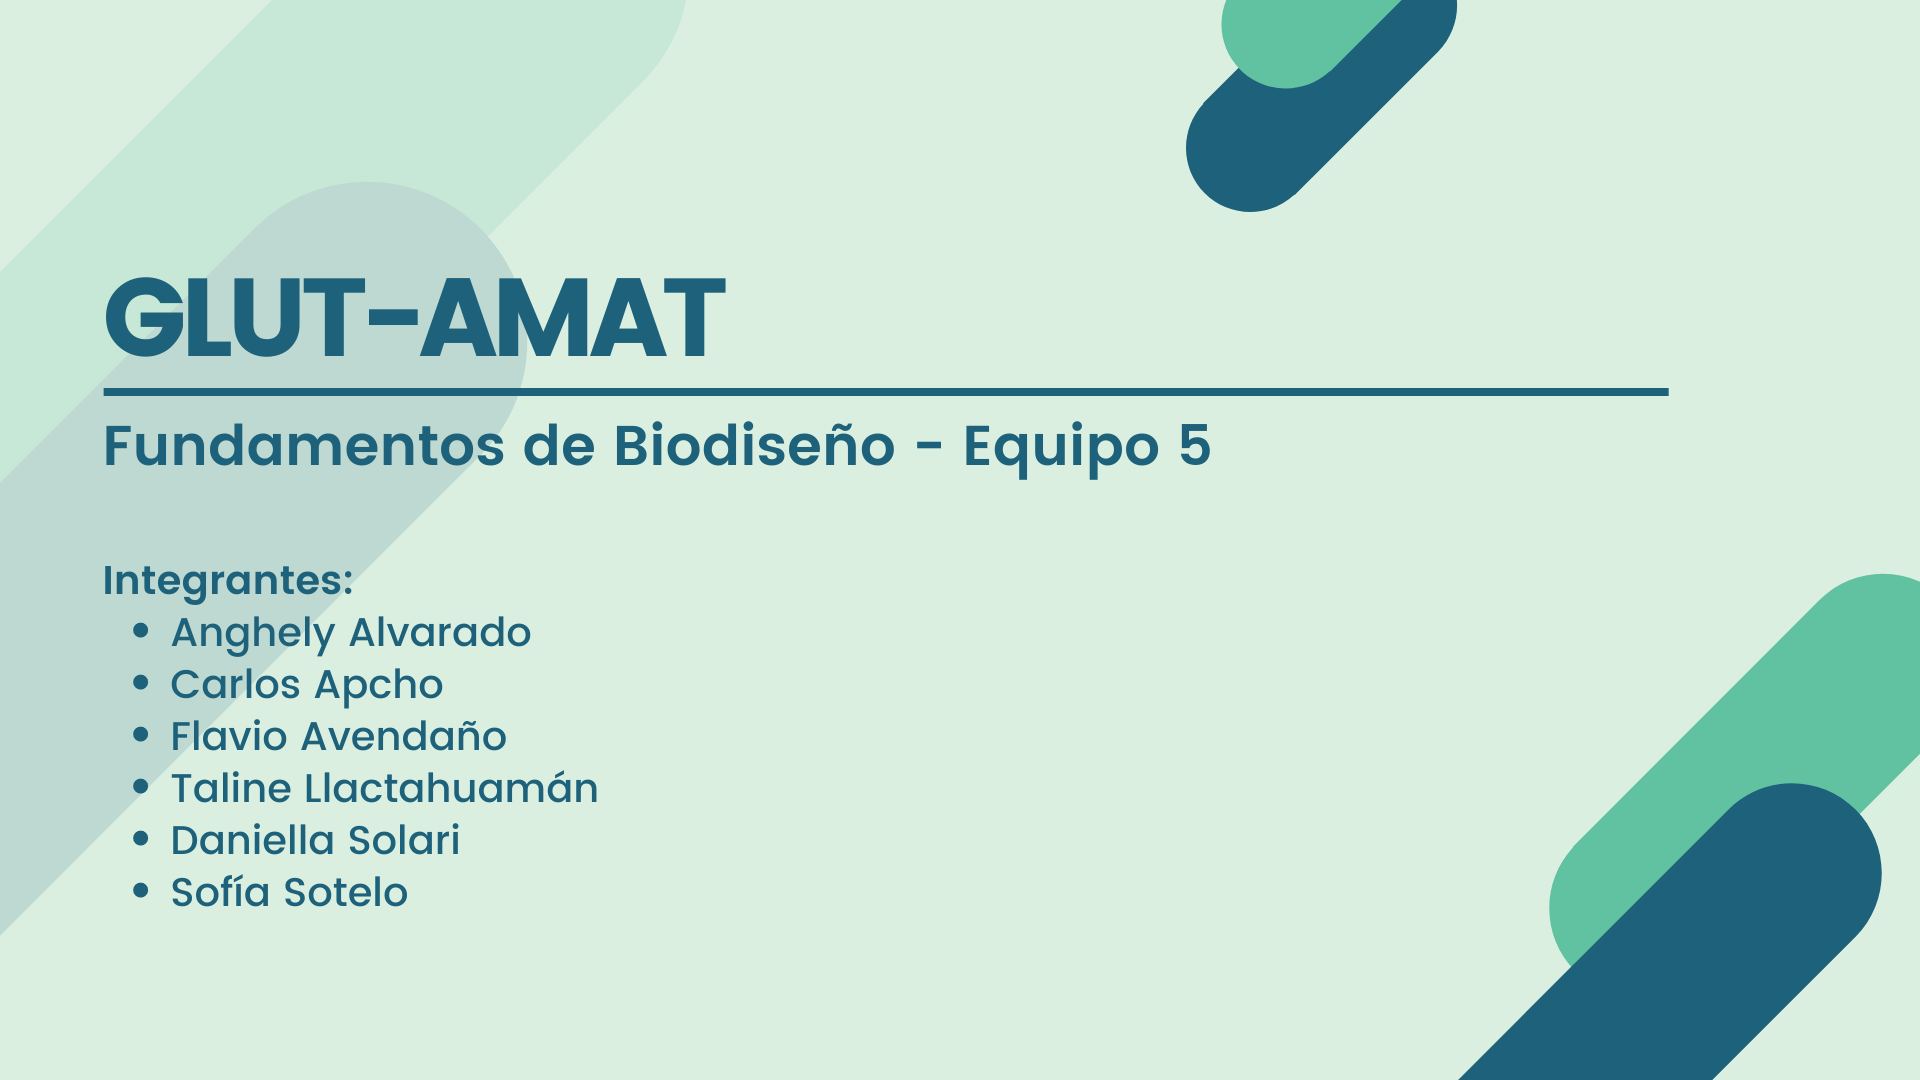 GLUT-AMAT
Fundamentos de Biodiseño - Equipo 5
Integrantes:
• Anghely Alvarado
• Carlos Apcho
• Flavio Avendaño
• Taline Llactahuamán
• Daniella Solari
• Sofía Sotelo